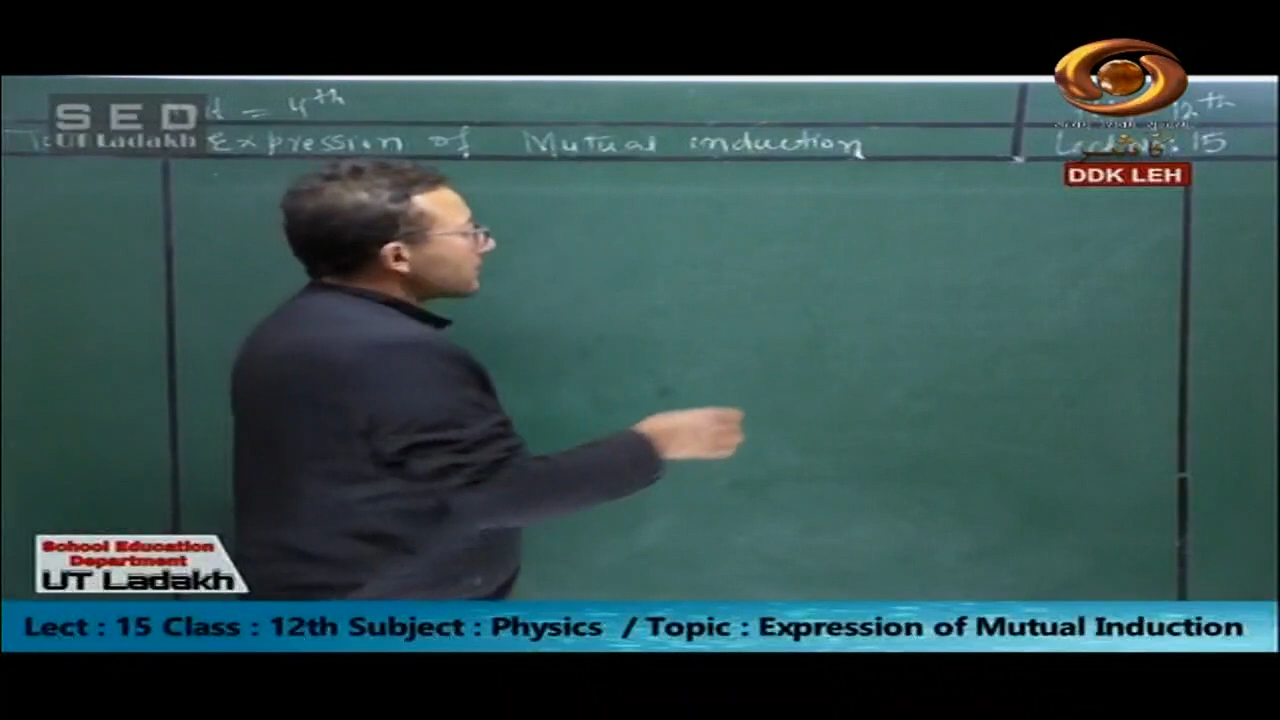 SED
UT Ladakh
= 4th
12th
Expression of Mutual induction
15
DDK LEH
School Education
Department
UT Ladakh
Lect : 15 Class : 12th Subject : Physics / Topic : Expression of Mutual Induction